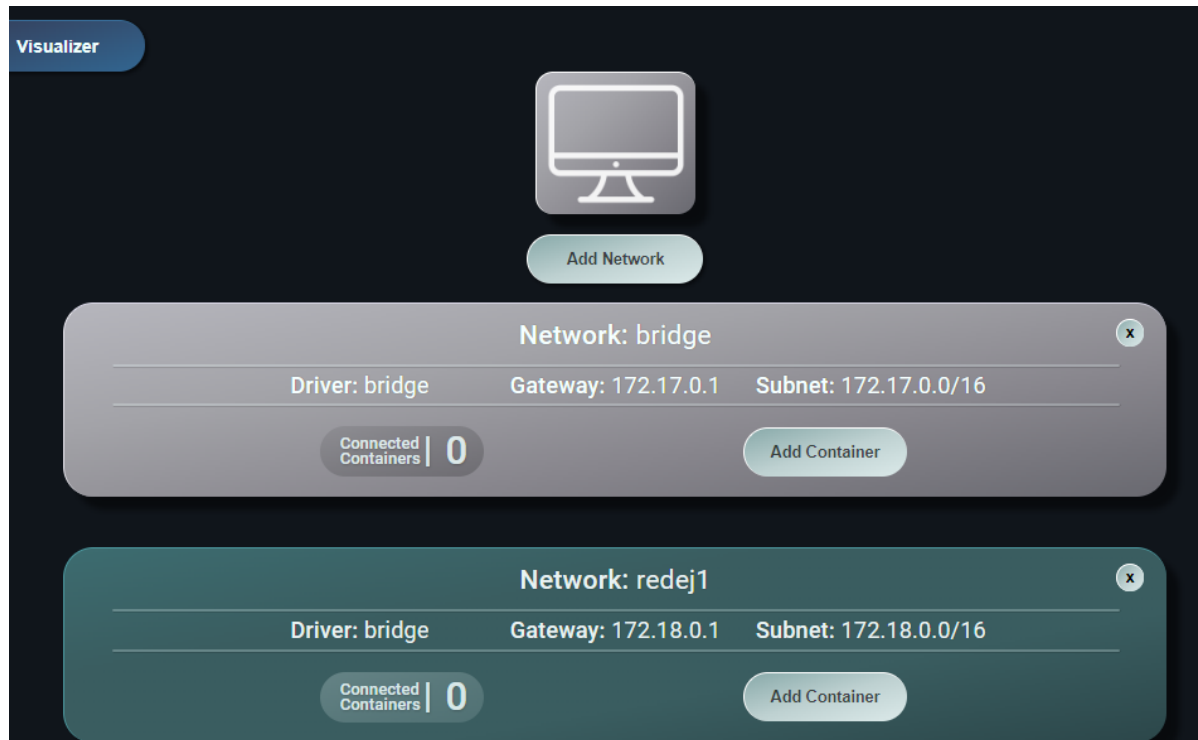 Visualizer
Add Network
Network: bridge
x
Driver: bridge Gateway: 172.17.0.1 Subnet: 172.17.0.0/16
Connected
Containers | 0
Add Container
Network: redej1
x
Driver: bridge Gateway: 172.18.0.1 Subnet: 172.18.0.0/16
Connected
Containers | 0
Add Container